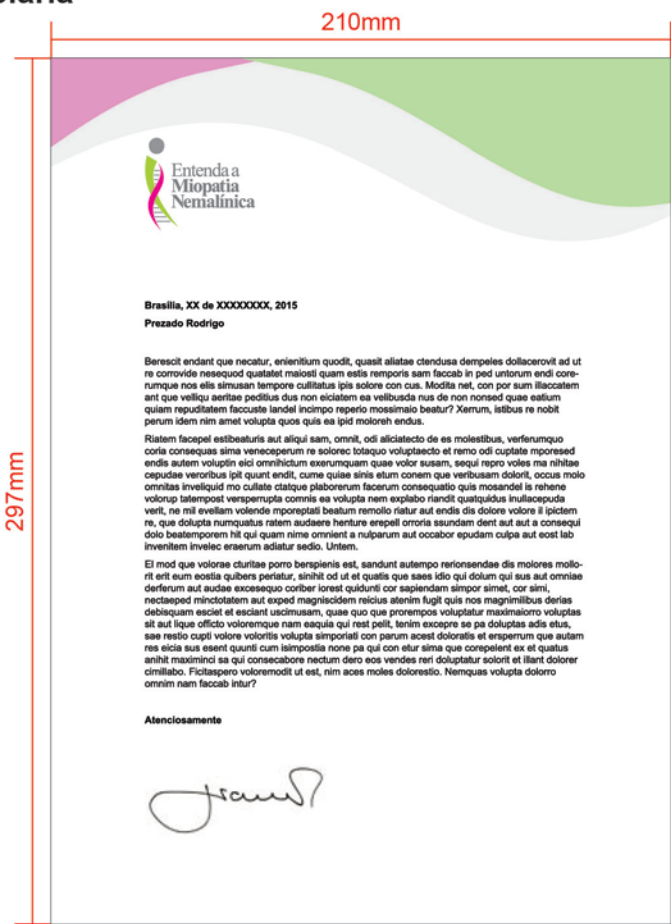 210mm
297mm
Entenda a
Miopatia
Nemalínica
Brasília, XX de XXXXXXXX, 2015
Prezado Rodrigo
Berescit endant que necatur, enienitium quodit, quasit aliatae ctendusa dempeles dollacerovit ad ut
re corrovide nesequod quatatet maiosti quam estis remporis sam faccab in ped untorum endi core-
rumque nos elis simusan tempore cullitatus ipis solore con cus. Modita net, con por sum illaccatem
ant que velliqu aeritae peditius dus non eiciatem ea velibusda nus de non nonsed quae eatium
quiam repuditatem faccuste landel incimpo reperio mossimaio beatur? Xerrum, istibus re nobit
perum idem nim amet volupta quos quis ea ipid moloreh endus.
Riatem facepel estibeaturis aut aliqui sam, omnit, odi aliciatecto de es molestibus, verferumquo
coria consequas sima veneceperum re solorec totaquo voluptaecto et remo odi cuptate mporesed
endis autem voluptin eici omnihictum exerumquam quae volor susam, sequi repro voles ma nihitae
cepudae veroribus ipit quunt endit, cume quiae sinis etum conem que veribusam dolorit, occus molo
omnitas inveliquid mo cullate ctatque plaborerum facerum consequatio quis mosandel is rehene
volorup tatempost versperrupta comnis ea volupta nem explabo riandit quatquidus inullacepuda
verit, ne mil evellam volende mporeptati beatum remollo riatur aut endis dis dolore volore il ipictem
re, que dolupta numquatus ratem audaere henture erepell orroria ssundam dent aut aut a consequi
dolo beatemporem hit qui quam nime omnient a nulparum aut occabor epudam culpa aut eost lab
invenitem invelec eraerum adiatur sedio. Untem.
El mod que volorae cturitae porro berspienis est, sandunt autempo rerionsendae dis molores mollo-
rit erit eum eostia quibers periatur, sinihit od ut et quatis que saes idio qui dolum qui sus aut omniae
derferum aut audae excesequo coriber iorest quidunti cor sapiendam simpor simet, cor simi,
nectaeped minctotatem aut exped magniscidem reicius atenim fugit quis nos magnimilibus derias
debisquam esciet et esciant uscimusam, quae quo que prorempos voluptatur maximaiorro voluptas
sit aut lique officto voloremque nam eaquia qui rest pelit, tenim excepre se pa doluptas adis etus,
sae restio cupti volore voloritis volupta simporiati con parum acest doloratis et ersperrum que autam
res eicia sus esent quunti cum isimpostia none pa qui con etur sima que corepelent ex et quatus
anihit maximinci sa qui consecabore nectum dero eos vendes reri doluptatur solorit et illant dolorer
cimillabo. Ficitaspero voloremodit ut est, nim aces moles dolorestio. Nemquas volupta dolorro
omnim nam faccab intur?
Atenciosamente